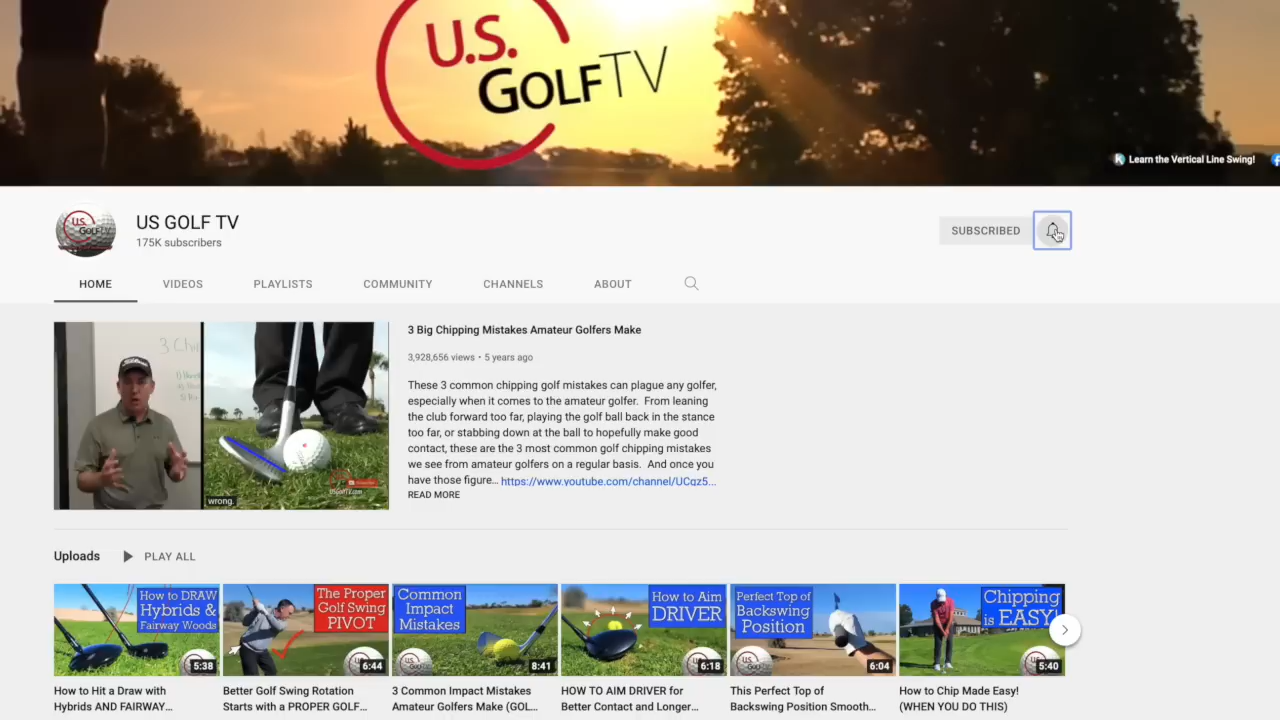 U.S.
GOLFTV
Learn the Vertical Line Swing!
US GOLF TV
175K subscribers
SUBSCRIBED
HOME
VIDEOS
PLAYLISTS
COMMUNITY
CHANNELS
ABOUT
3 Big Chipping Mistakes Amateur Golfers Make
3,928,656 views • 5 years ago
These 3 common chipping golf mistakes can plague any golfer,
especially when it comes to the amateur golfer. From leaning
the club forward too far, playing the golf ball back in the stance
too far, or stabbing down at the ball to hopefully make good
contact, these are the 3 most common golf chipping mistakes
we see from amateur golfers on a regular basis. And once you
have those figure... https://www.youtube.com/channel/UCqz5...
READ MORE
wrong.
Uploads
PLAY ALL
How to DRAW
Hybrids &
Fairway Woods
5:38
The Proper
Golf Swing
PIVOT
6:44
Common
Impact
Mistakes
8:41
How to Aim
DRIVER
6:18
Perfect Top of
Backswing
Position
6:04
Chipping
is EASY
5:40
How to Hit a Draw with
Hybrids AND FAIRWAY...
Better Golf Swing Rotation
Starts with a PROPER GOLF...
3 Common Impact Mistakes
Amateur Golfers Make (GOL...
HOW TO AIM DRIVER for
Better Contact and Longer...
This Perfect Top of
Backswing Position Smooth...
How to Chip Made Easy!
(WHEN YOU DO THIS)